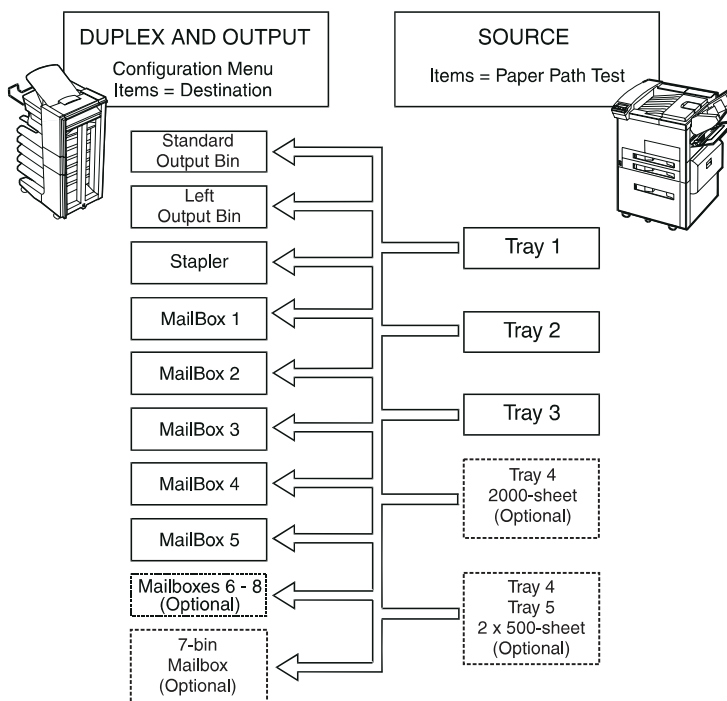 DUPLEX AND OUTPUT
Configuration Menu
Items = Destination
SOURCE
Items = Paper Path Test
Standard
Output Bin
Left
Output Bin
Stapler
MailBox 1
MailBox 2
MailBox 3
MailBox 4
MailBox 5
Mailboxes 6 - 8
(Optional)
7-bin
Mailbox
(Optional)
Tray 1
Tray 2
Tray 3
Tray 4
2000-sheet
(Optional)
Tray 4
Tray 5
2 x 500-sheet
(Optional)